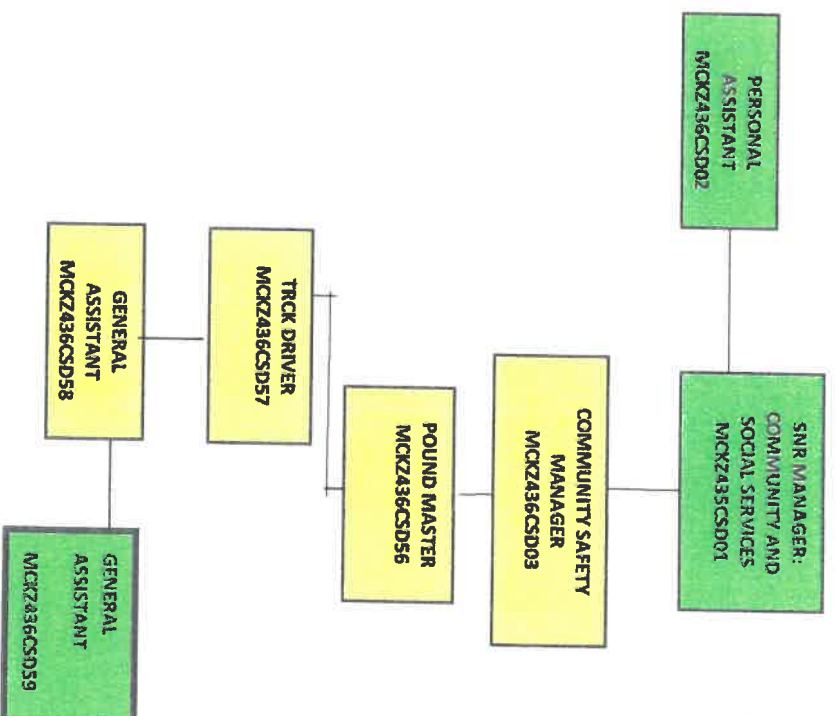 SNR MANAGER:
COMMUNITY AND
SOCIAL SERVICES
MCKZ435CSD01
PERSONAL
ASSISTANT
MCKZ436CSD02
COMMUNITY SAFETY
MANAGER
MCKZ436CSD03
POUND MASTER
MCKZ436CSD56
TRCK DRIVER
MCKZ436CSD57
GENERAL
ASSISTANT
MCKZ436CSD58
GENERAL
ASSISTANT
MCKZ436CSD59